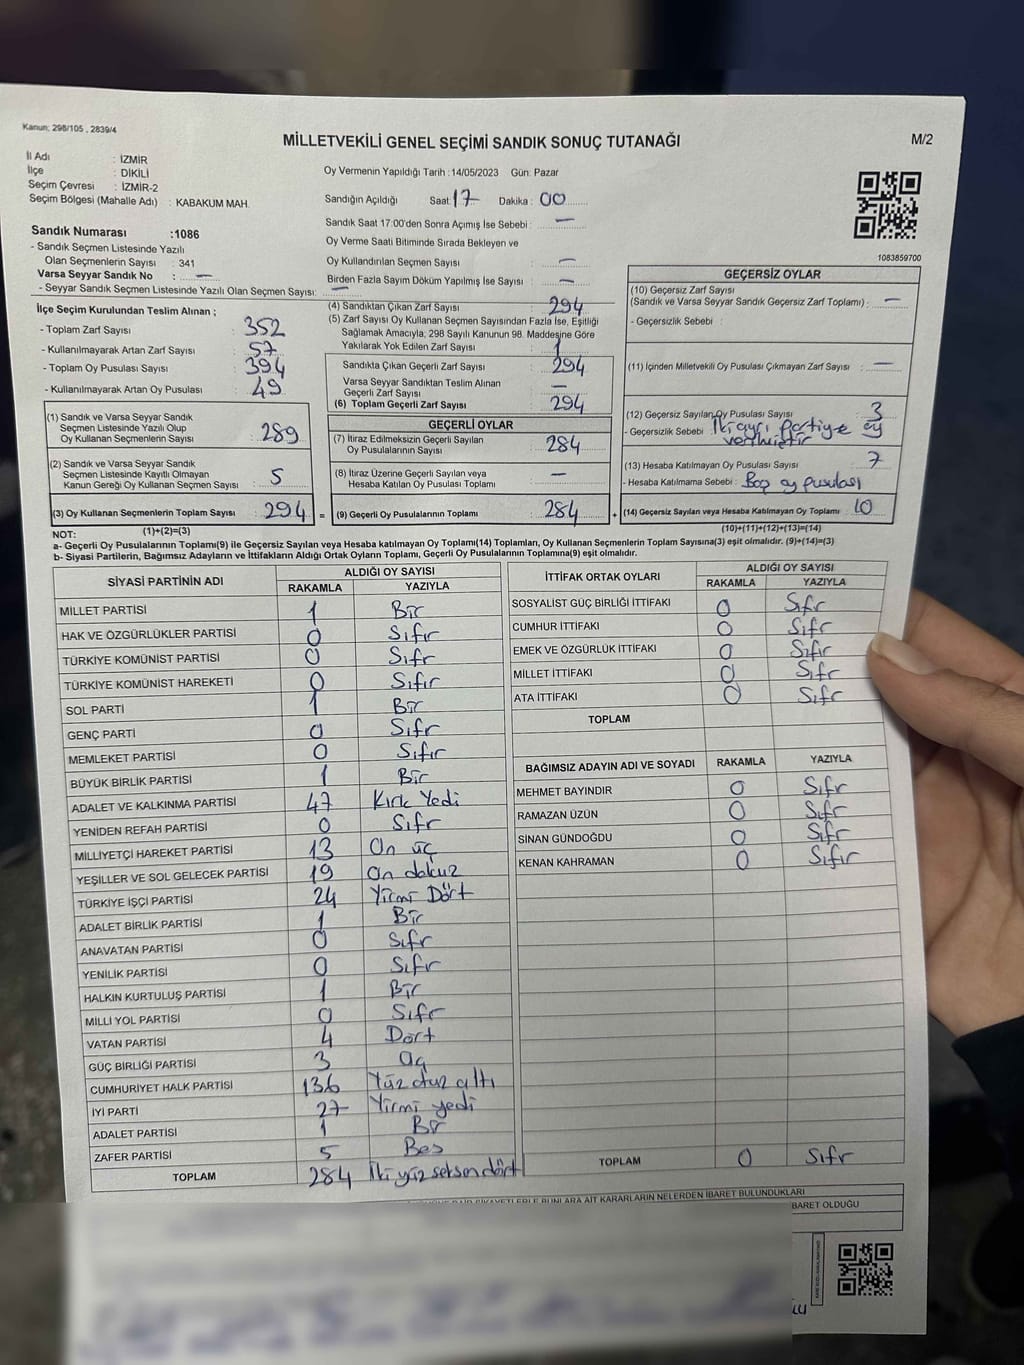 Kanun: 298/105 , 2839/4
MİLLETVEKİLİ GENEL SEÇİMİ SANDIK SONUÇ TUTANAĞI
M/2
İl Adı : İZMİR
İlçe : DİKİLİ
Seçim Çevresi : İZMİR-2
Seçim Bölgesi (Mahalle Adı) : KABAKUM MAH.
Oy Vermenin Yapıldığı Tarih : 14/05/2023 Gün: Pazar
Sandığın Açıldığı Saat : 17 Dakika : 00
Sandık Saat 17:00'den Sonra Açılmış İse Sebebi : —
Oy Verme Saati Bitiminde Sırada Bekleyen ve
Oy Kullandırılan Seçmen Sayısı : —
Birden Fazla Sayım Döküm Yapılmış İse Sayısı : —
1083859700
Sandık Numarası :1086
- Sandık Seçmen Listesinde Yazılı
Olan Seçmenlerin Sayısı : 341
Varsa Seyyar Sandık No : —
- Seyyar Sandık Seçmen Listesinde Yazılı Olan Seçmen Sayısı: —
İlçe Seçim Kurulundan Teslim Alınan ;
- Toplam Zarf Sayısı : 352
- Kullanılmayarak Artan Zarf Sayısı : 57
- Toplam Oy Pusulası Sayısı : 394
- Kullanılmayarak Artan Oy Pusulası : 49
(1) Sandık ve Varsa Seyyar Sandık
Seçmen Listesinde Yazılı Olup
Oy Kullanan Seçmenlerin Sayısı : 289
(2) Sandık ve Varsa Seyyar Sandık
Seçmen Listesinde Kayıtlı Olmayan
Kanun Gereği Oy Kullanan Seçmen Sayısı : 5
(3) Oy Kullanan Seçmenlerin Toplam Sayısı : 294 =
(1)+(2)=(3)
(4) Sandıktan Çıkan Zarf Sayısı : 294
(5) Zarf Sayısı Oy Kullanan Seçmen Sayısından Fazla İse, Eşitliği
Sağlamak Amacıyla; 298 Sayılı Kanunun 98. Maddesine Göre
Yakılarak Yok Edilen Zarf Sayısı : 1
Sandıkta Çıkan Geçerli Zarf Sayısı : 294
Varsa Seyyar Sandıktan Teslim Alınan
Geçerli Zarf Sayısı : —
(6) Toplam Geçerli Zarf Sayısı : 294
GEÇERLİ OYLAR
(7) İtiraz Edilmeksizin Geçerli Sayılan
Oy Pusulalarının Sayısı : 284
(8) İtiraz Üzerine Geçerli Sayılan veya
Hesaba Katılan Oy Pusulası Toplamı : —
(9) Geçerli Oy Pusulalarının Toplamı : 284 +
GEÇERSİZ OYLAR
(10) Geçersiz Zarf Sayısı
(Sandık ve Varsa Seyyar Sandık Geçersiz Zarf Toplamı) : —
- Geçersizlik Sebebi :
(11) İçinden Milletvekili Oy Pusulası Çıkmayan Zarf Sayısı : —
(12) Geçersiz Sayılan Oy Pusulası Sayısı : 3
- Geçersizlik Sebebi : İki ayrı Partiye oy
verilmiştir
(13) Hesaba Katılmayan Oy Pusulası Sayısı : 7
- Hesaba Katılmama Sebebi : Boş oy pusulası
(14) Geçersiz Sayılan veya Hesaba Katılmayan Oy Toplamı : 10
(10)+(11)+(12)+(13)=(14)
NOT:
a- Geçerli Oy Pusulalarının Toplamı(9) ile Geçersiz Sayılan veya Hesaba Katılmayan Oy Toplamı(14) Toplamları, Oy Kullanan Seçmenlerin Toplam Sayısına(3) eşit olmalıdır. (9)+(14)=(3)
b- Siyasi Partilerin, Bağımsız Adayların ve İttifakların Aldığı Ortak Oyların Toplamı, Geçerli Oy Pusulalarının Toplamına(9) eşit olmalıdır.
SİYASİ PARTİNİN ADI ALDIĞI OY SAYISI
RAKAMLA YAZIYLA
MİLLET PARTİSİ 1 Bir
HAK VE ÖZGÜRLÜKLER PARTİSİ 0 Sıfır
TÜRKİYE KOMÜNİST PARTİSİ 0 Sıfr
TÜRKİYE KOMÜNİST HAREKETİ 0 Sıfır
SOL PARTİ 1 Bir
GENÇ PARTİ 0 Sıfr
MEMLEKET PARTİSİ 0 Sıfır
BÜYÜK BİRLİK PARTİSİ 1 Bir
ADALET VE KALKINMA PARTİSİ 47 Kırk Yedi
YENİDEN REFAH PARTİSİ 0 Sıfr
MİLLİYETÇİ HAREKET PARTİSİ 13 On üç
YEŞİLLER VE SOL GELECEK PARTİSİ 19 On dokuz
TÜRKİYE İŞÇİ PARTİSİ 24 Yirmi Dört
ADALET BİRLİK PARTİSİ 1 Bir
ANAVATAN PARTİSİ 0 Sıfr
YENİLİK PARTİSİ 0 Sıfr
HALKIN KURTULUŞ PARTİSİ 1 Bir
MİLLİ YOL PARTİSİ 0 Sıfr
VATAN PARTİSİ 4 Dört
GÜÇ BİRLİĞİ PARTİSİ 3 Üç
CUMHURİYET HALK PARTİSİ 136 Yüz otuz altı
İYİ PARTİ 27 Yirmi yedi
ADALET PARTİSİ 1 Bir
ZAFER PARTİSİ 5 Beş
TOPLAM 284 İki yüz seksen dört
İTTİFAK ORTAK OYLARI ALDIĞI OY SAYISI
RAKAMLA YAZIYLA
SOSYALİST GÜÇ BİRLİĞİ İTTİFAKI 0 Sıfr
CUMHUR İTTİFAKI 0 Sıfr
EMEK VE ÖZGÜRLÜK İTTİFAKI 0 Sıfır
MİLLET İTTİFAKI 0 Sıfr
ATA İTTİFAKI 0 Sıfr
TOPLAM
BAĞIMSIZ ADAYIN ADI VE SOYADI RAKAMLA YAZIYLA
MEHMET BAYINDIR 0 Sıfr
RAMAZAN ÜZÜN 0 Sıfr
SİNAN GÜNDOĞDU 0 Sıfr
KENAN KAHRAMAN 0 Sıfır
TOPLAM 0 Sıfr
KARARLARIN NELERDEN İBARET BULUNDUKLARI
İBARET OLDUĞU